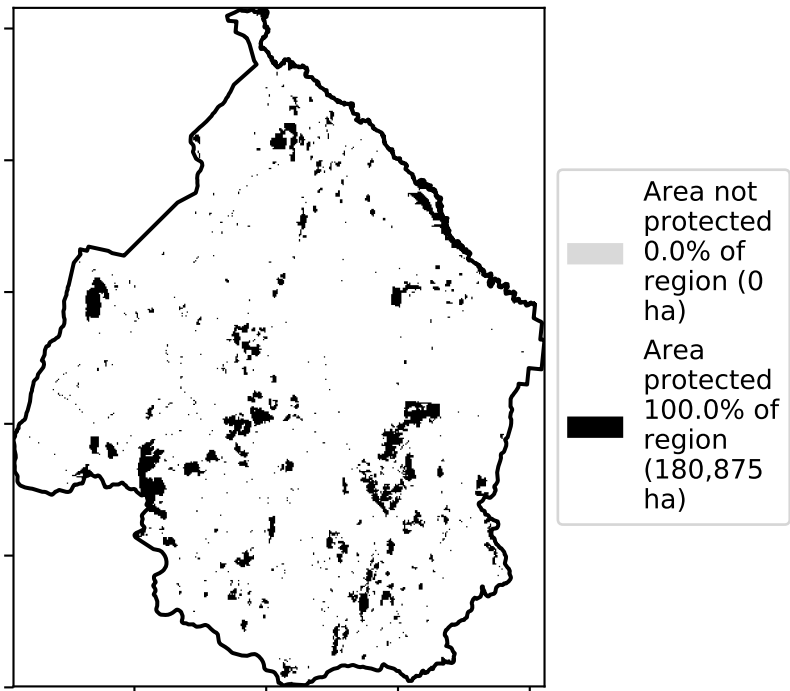 Area not
protected
0.0% of
region (0
ha)
Area
protected
100.0% of
region
(180,875
ha)